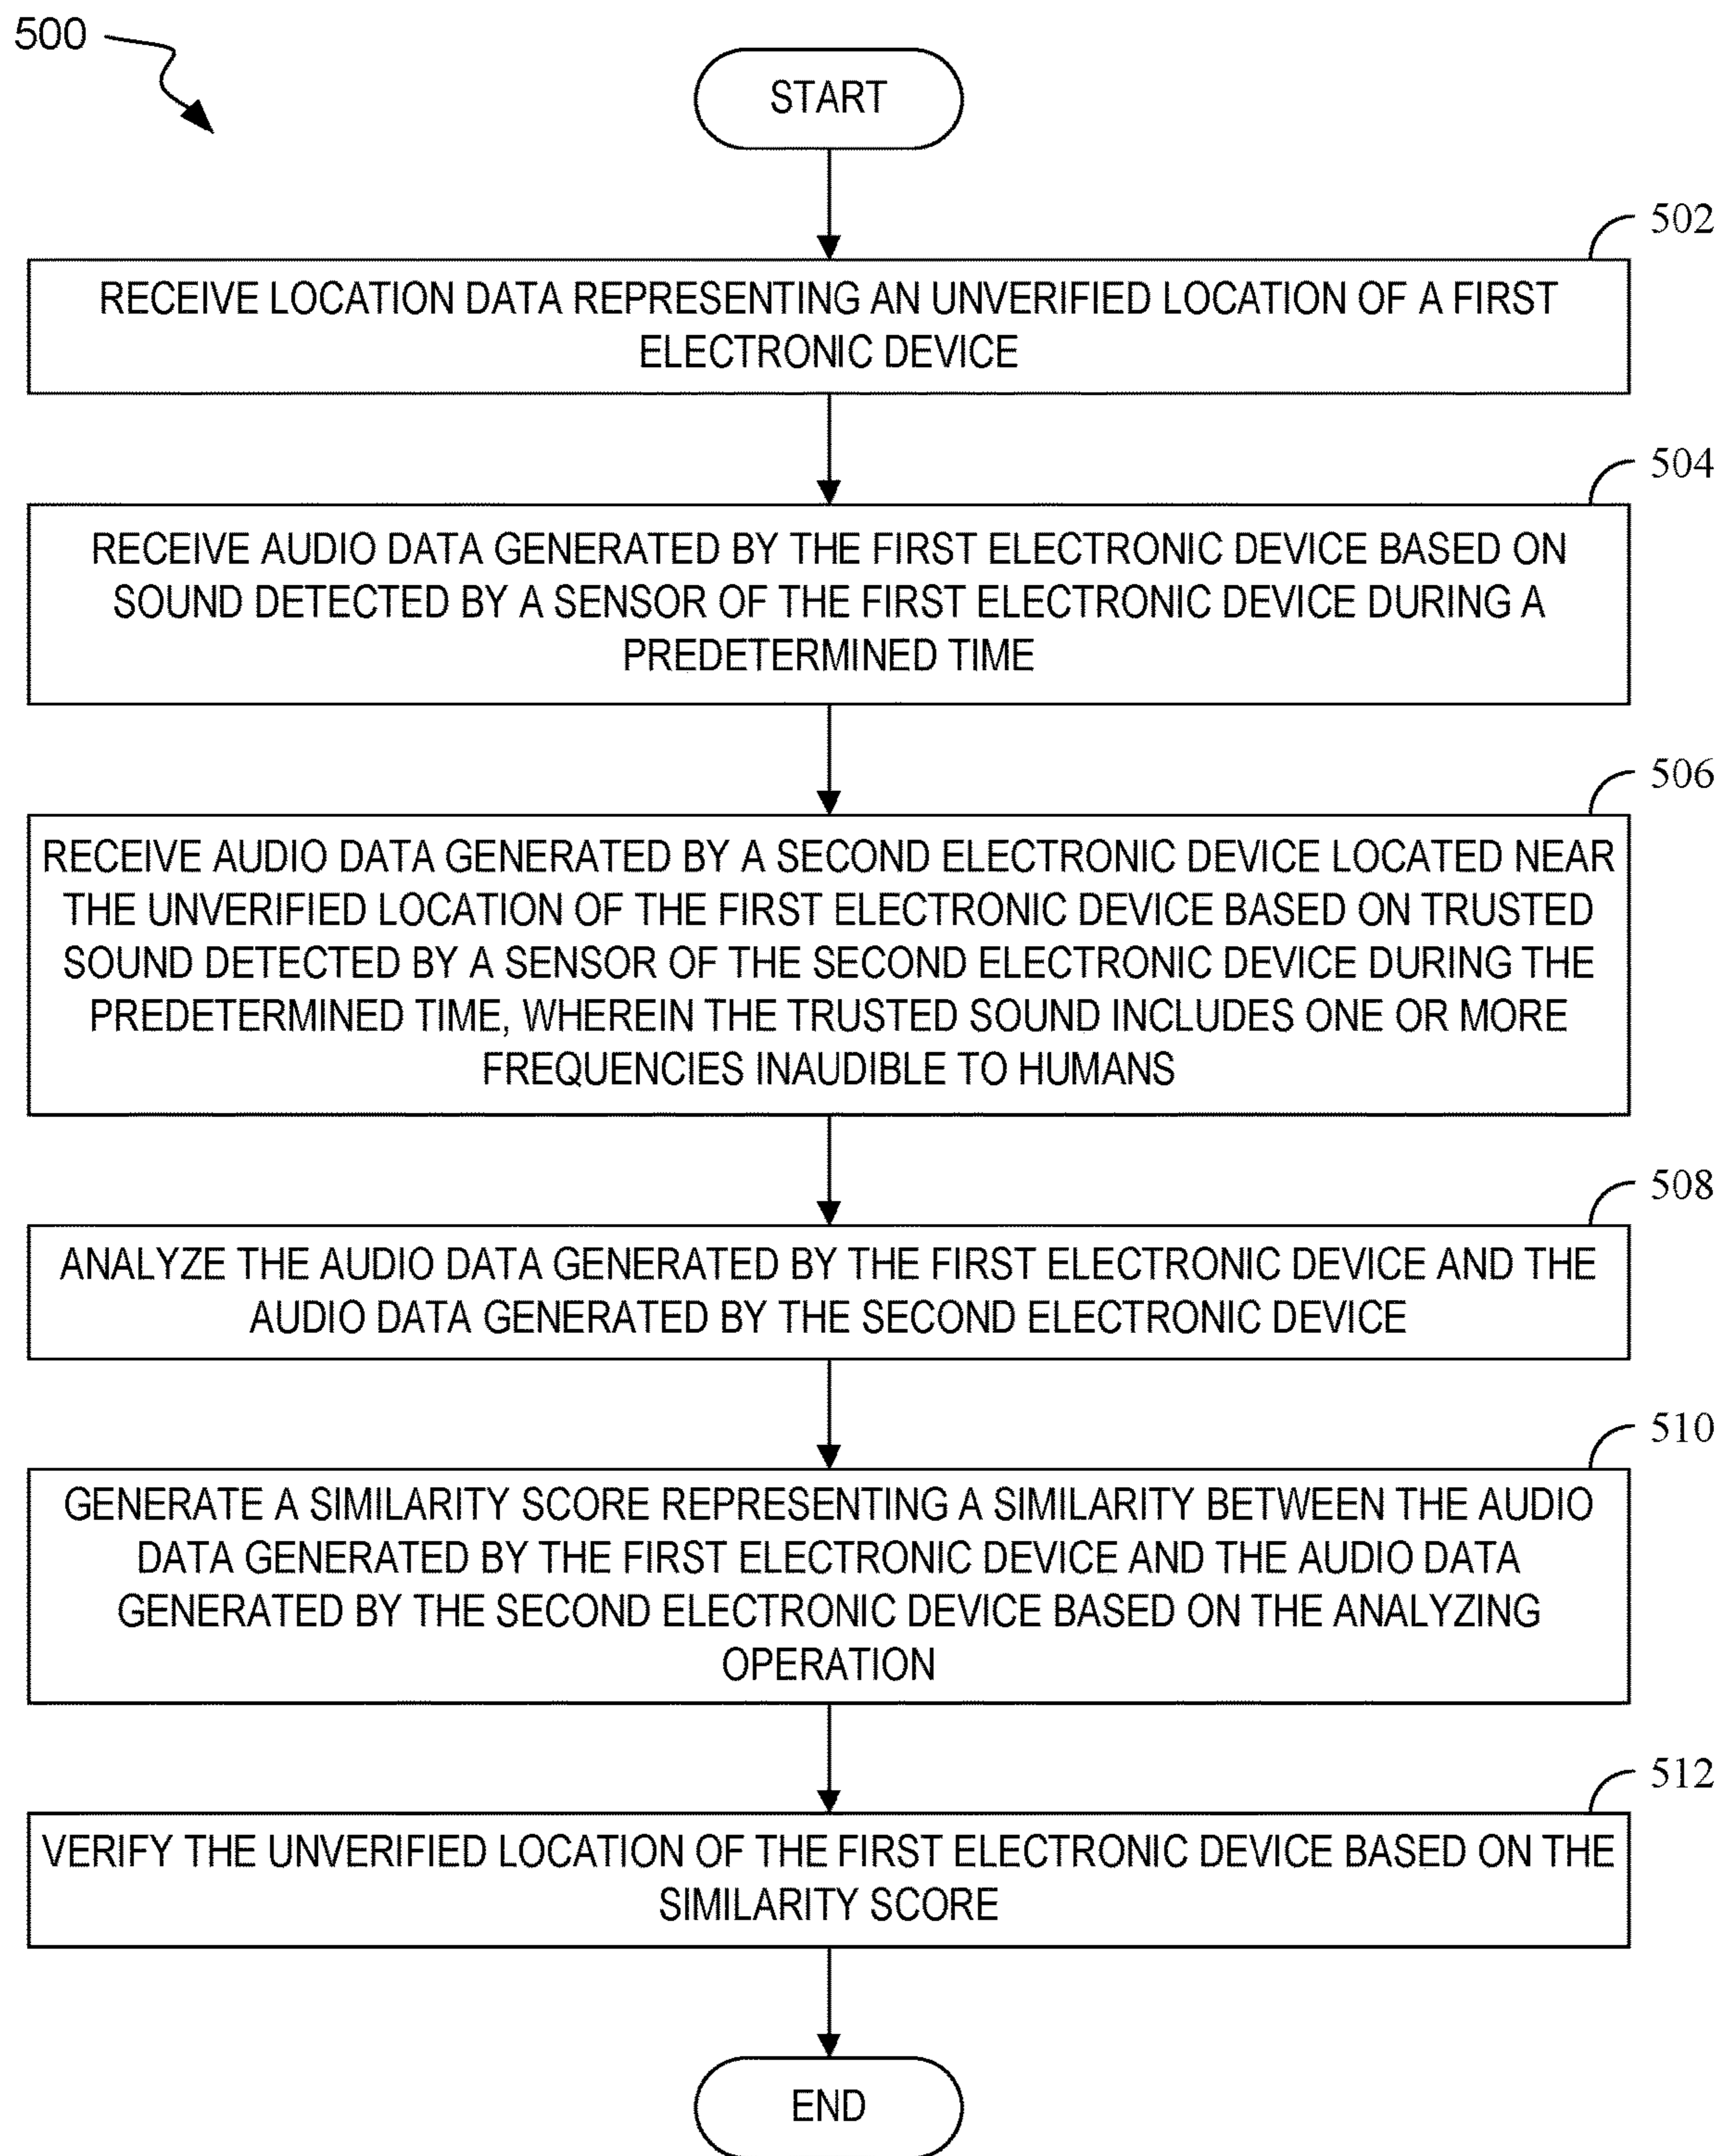 500
START
502
RECEIVE LOCATION DATA REPRESENTING AN UNVERIFIED LOCATION OF A FIRST
ELECTRONIC DEVICE
504
RECEIVE AUDIO DATA GENERATED BY THE FIRST ELECTRONIC DEVICE BASED ON
SOUND DETECTED BY A SENSOR OF THE FIRST ELECTRONIC DEVICE DURING A
PREDETERMINED TIME
506
RECEIVE AUDIO DATA GENERATED BY A SECOND ELECTRONIC DEVICE LOCATED NEAR
THE UNVERIFIED LOCATION OF THE FIRST ELECTRONIC DEVICE BASED ON TRUSTED
SOUND DETECTED BY A SENSOR OF THE SECOND ELECTRONIC DEVICE DURING THE
PREDETERMINED TIME, WHEREIN THE TRUSTED SOUND INCLUDES ONE OR MORE
FREQUENCIES INAUDIBLE TO HUMANS
508
ANALYZE THE AUDIO DATA GENERATED BY THE FIRST ELECTRONIC DEVICE AND THE
AUDIO DATA GENERATED BY THE SECOND ELECTRONIC DEVICE
510
GENERATE A SIMILARITY SCORE REPRESENTING A SIMILARITY BETWEEN THE AUDIO
DATA GENERATED BY THE FIRST ELECTRONIC DEVICE AND THE AUDIO DATA
GENERATED BY THE SECOND ELECTRONIC DEVICE BASED ON THE ANALYZING
OPERATION
512
VERIFY THE UNVERIFIED LOCATION OF THE FIRST ELECTRONIC DEVICE BASED ON THE
SIMILARITY SCORE
END